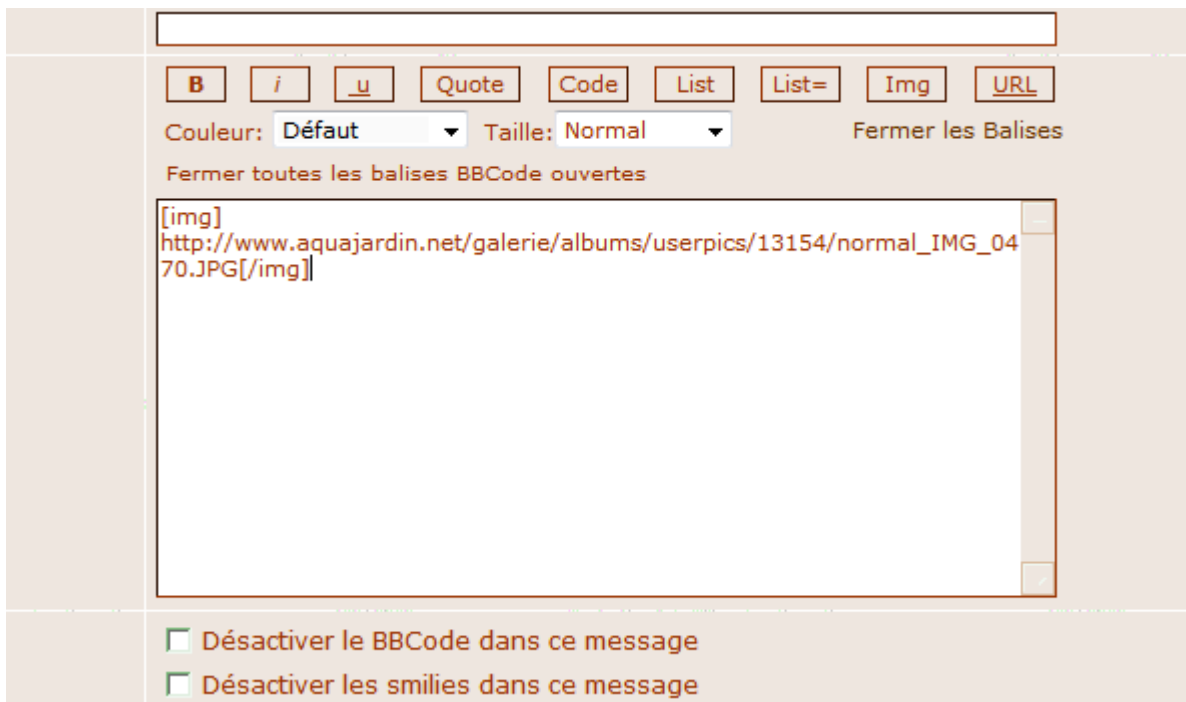 B i u Quote Code List List= Img URL
Couleur: Défaut Taille: Normal Fermer les Balises
Fermer toutes les balises BBCode ouvertes
[img]
http://www.aquajardin.net/galerie/albums/userpics/13154/normal_IMG_04
70.JPG[/img]
Désactiver le BBCode dans ce message
Désactiver les smilies dans ce message